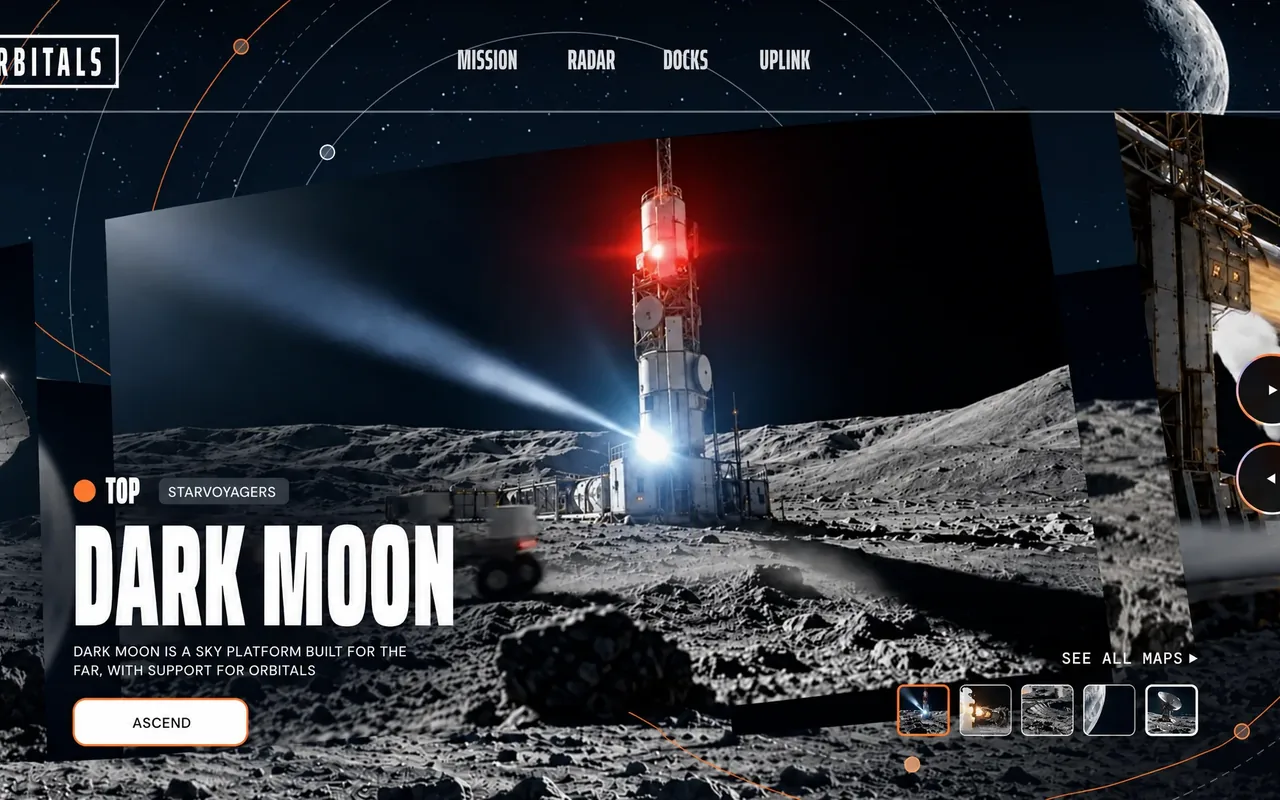 RBITALS
MISSION RADAR DOCKS UPLINK
TOP STARVOYAGERS
DARK MOON
DARK MOON IS A SKY PLATFORM BUILT FOR THE
FAR, WITH SUPPORT FOR ORBITALS
ASCEND
SEE ALL MAPS